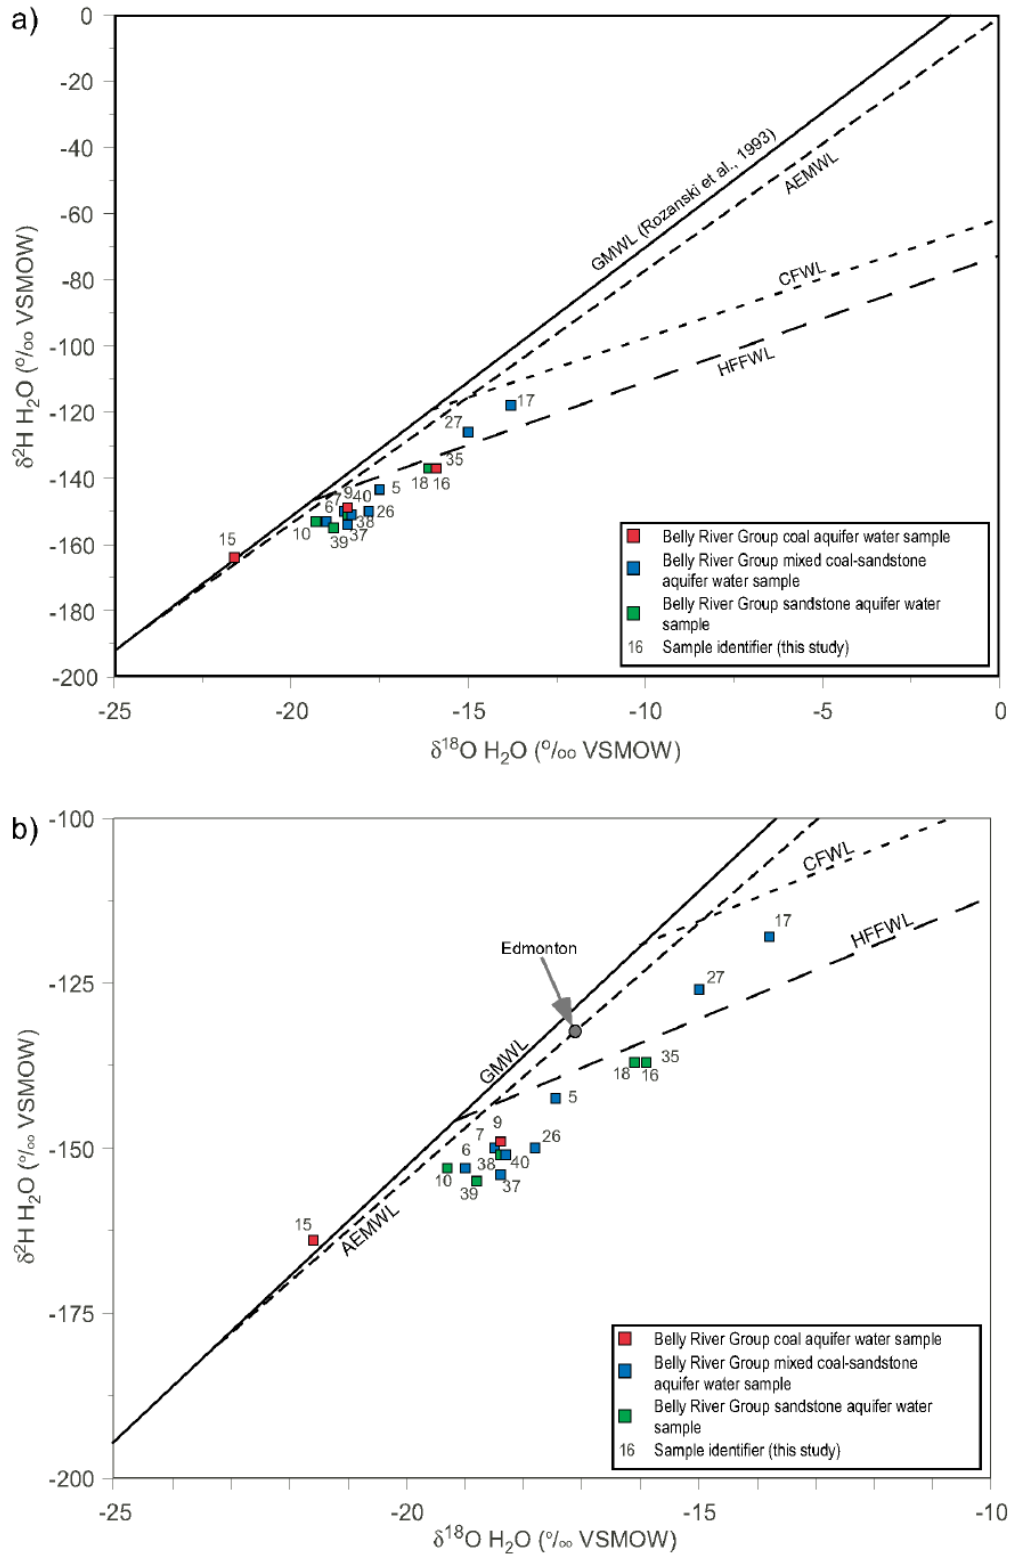 a)
0
-20
-40
-60
-80
-100
-120
-140
-160
-180
-200
δ²H H₂O (º/₀₀ VSMOW)
GMWL (Rozanski et al., 1993)
AEMWL
CFWL
HFFWL
17
27
35
18 16
5
9
7
40
6
26
38
10
37
39
15
Belly River Group coal aquifer water sample
Belly River Group mixed coal-sandstone
aquifer water sample
Belly River Group sandstone aquifer water
sample
16 Sample identifier (this study)
-25 -20 -15 -10 -5 0
δ¹⁸O H₂O (º/₀₀ VSMOW)
b)
-100
-125
-150
-175
-200
δ²H H₂O (º/₀₀ VSMOW)
CFWL
17
HFFWL
Edmonton
27
GMWL
35
18 16
5
9
7
26
6
38 40
10
37
39
15
AEMWL
Belly River Group coal aquifer water sample
Belly River Group mixed coal-sandstone
aquifer water sample
Belly River Group sandstone aquifer water
sample
16 Sample identifier (this study)
-25 -20 -15 -10
δ¹⁸O H₂O (º/₀₀ VSMOW)